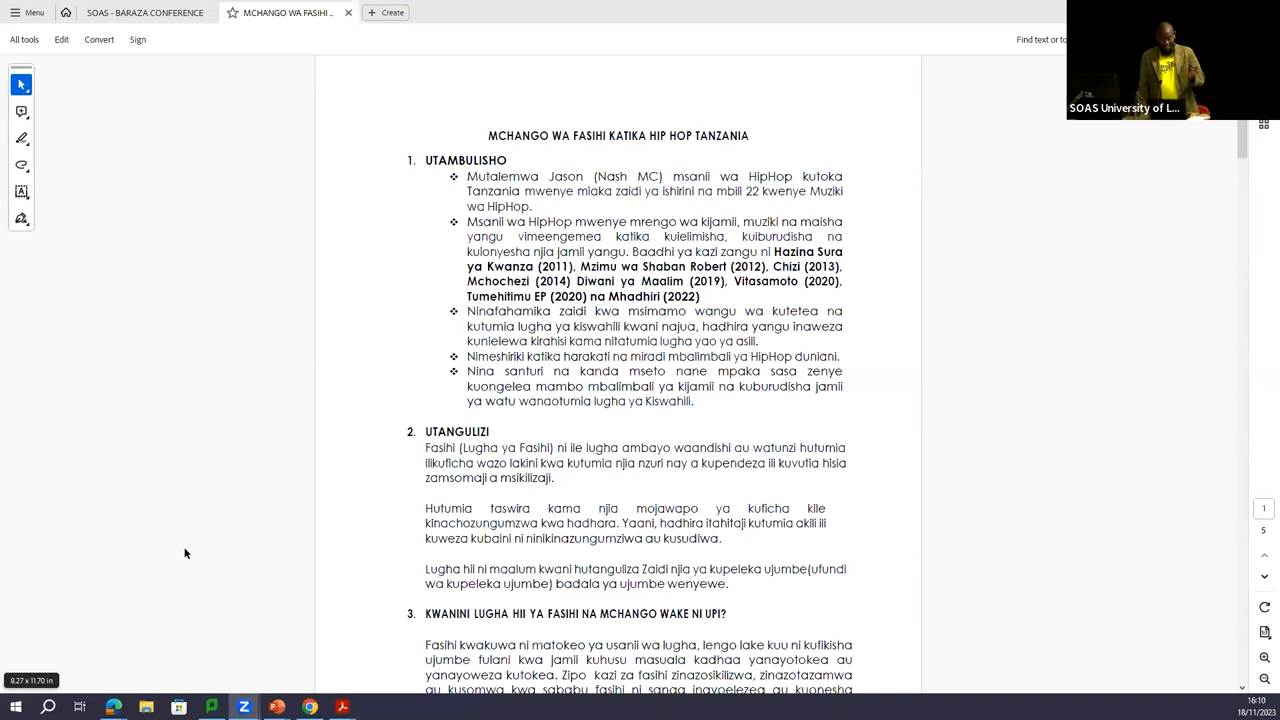 Menu
SOAS - BARAZA CONFERENCE
MCHANGO WA FASIHI ...
Create
All tools
Edit
Convert
Sign
Find text or to
SOAS University of L...
MCHANGO WA FASIHI KATIKA HIP HOP TANZANIA
1. UTAMBULISHO
❖ Mutalemwa Jason (Nash MC) msanii wa HipHop kutoka
Tanzania mwenye miaka zaidi ya ishirini na mbili 22 kwenye Muziki
wa HipHop.
❖ Msanii wa HipHop mwenye mrengo wa kijamii, muziki na maisha
yangu vimeengemea katika kuielimisha, kuiburudisha na
kuionyesha njia jamii yangu. Baadhi ya kazi zangu ni Hazina Sura
ya Kwanza (2011), Mzimu wa Shaban Robert (2012), Chizi (2013),
Mchochezi (2014) Diwani ya Maalim (2019), Vitasamoto (2020),
Tumehitimu EP (2020) na Mhadhiri (2022)
❖ Ninafahamika zaidi kwa msimamo wangu wa kutetea na
kutumia lugha ya kiswahili kwani najua, hadhira yangu inaweza
kunielewa kirahisi kama nitatumia lugha yao ya asili.
❖ Nimeshiriki katika harakati na miradi mbalimbali ya HipHop duniani.
❖ Nina santuri na kanda mseto nane mpaka sasa zenye
kuongelea mambo mbalimbali ya kijamii na kuburudisha jamii
ya watu wanaotumia lugha ya Kiswahili.
2. UTANGULIZI
Fasihi (Lugha ya Fasihi) ni ile lugha ambayo waandishi au watunzi hutumia
ilikuficha wazo lakini kwa kutumia njia nzuri nay a kupendeza ili kuvutia hisia
zamsomaji a msikilizaji.
Hutumia taswira kama njia mojawapo ya kuficha kile
kinachozungumzwa kwa hadhara. Yaani, hadhira itahitaji kutumia akili ili
kuweza kubaini ni ninikinazungumziwa au kusudiwa.
Lugha hii ni maalum kwani hutanguliza Zaidi njia ya kupeleka ujumbe(ufundi
wa kupeleka ujumbe) badala ya ujumbe wenyewe.
3. KWANINI LUGHA HII YA FASIHI NA MCHANGO WAKE NI UPI?
Fasihi kwakuwa ni matokeo ya usanii wa lugha, lengo lake kuu ni kufikisha
ujumbe fulani kwa jamii kuhusu masuala kadhaa yanayotokea au
yanayoweza kutokea. Zipo kazi za fasihi zinazosikilizwa, zinazotazamwa
au kusomwa kwa sababu fasihi ni sanaa inayoelezea au kuonesha
1
5
8.27 x 11.70 in
16:10
18/11/2023